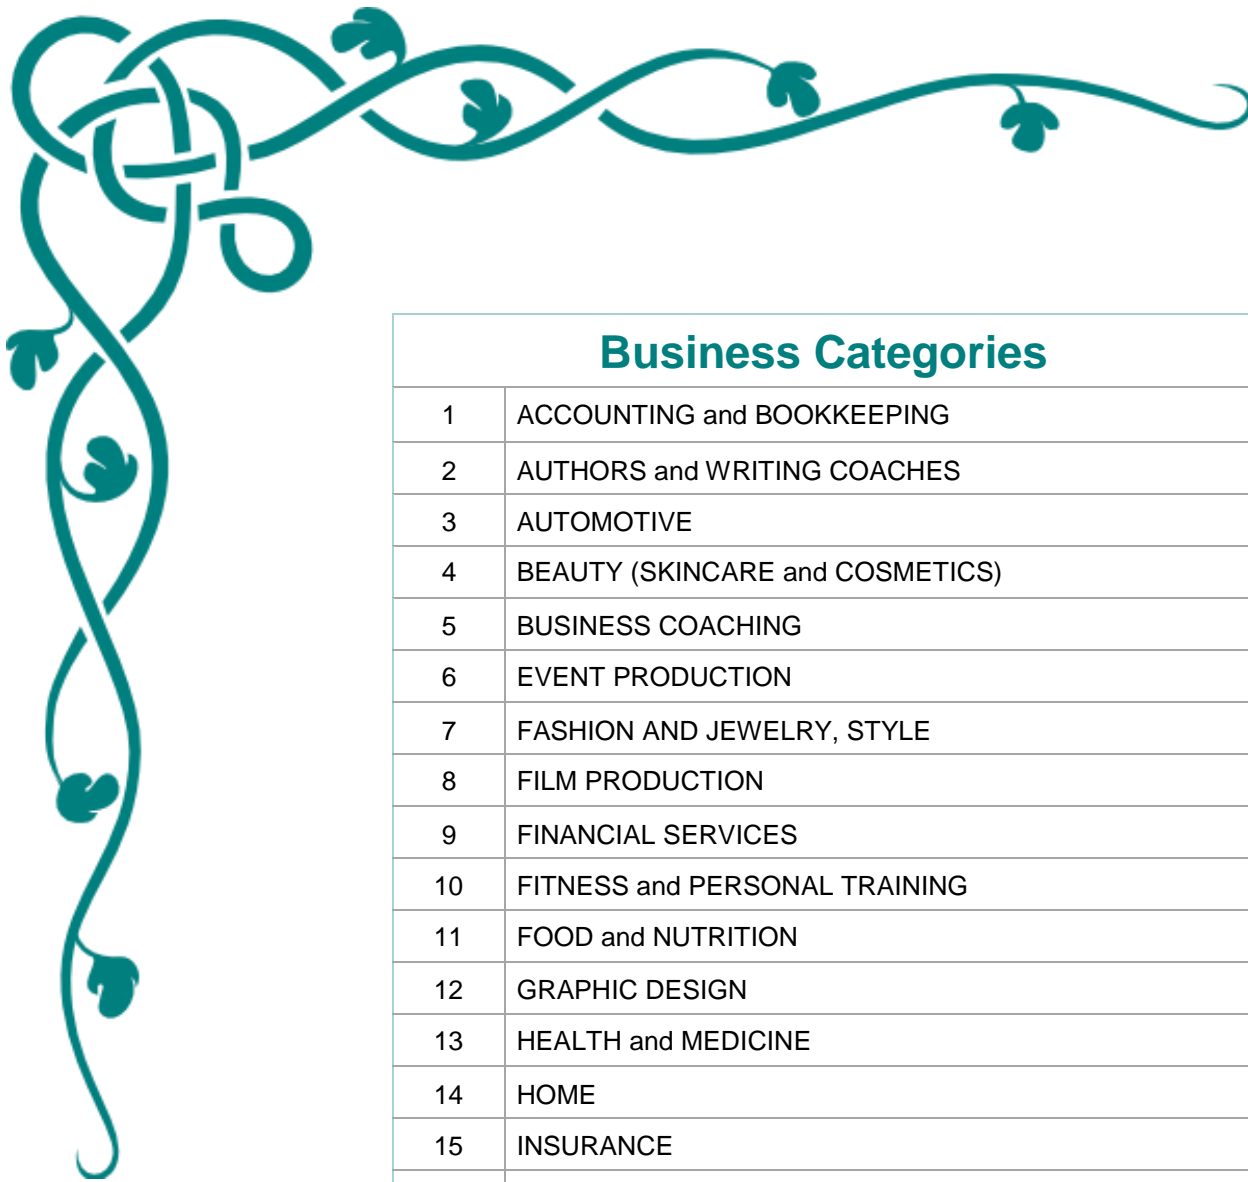 Business Categories
1 ACCOUNTING and BOOKKEEPING
2 AUTHORS and WRITING COACHES
3 AUTOMOTIVE
4 BEAUTY (SKINCARE and COSMETICS)
5 BUSINESS COACHING
6 EVENT PRODUCTION
7 FASHION AND JEWELRY, STYLE
8 FILM PRODUCTION
9 FINANCIAL SERVICES
10 FITNESS and PERSONAL TRAINING
11 FOOD and NUTRITION
12 GRAPHIC DESIGN
13 HEALTH and MEDICINE
14 HOME
15 INSURANCE